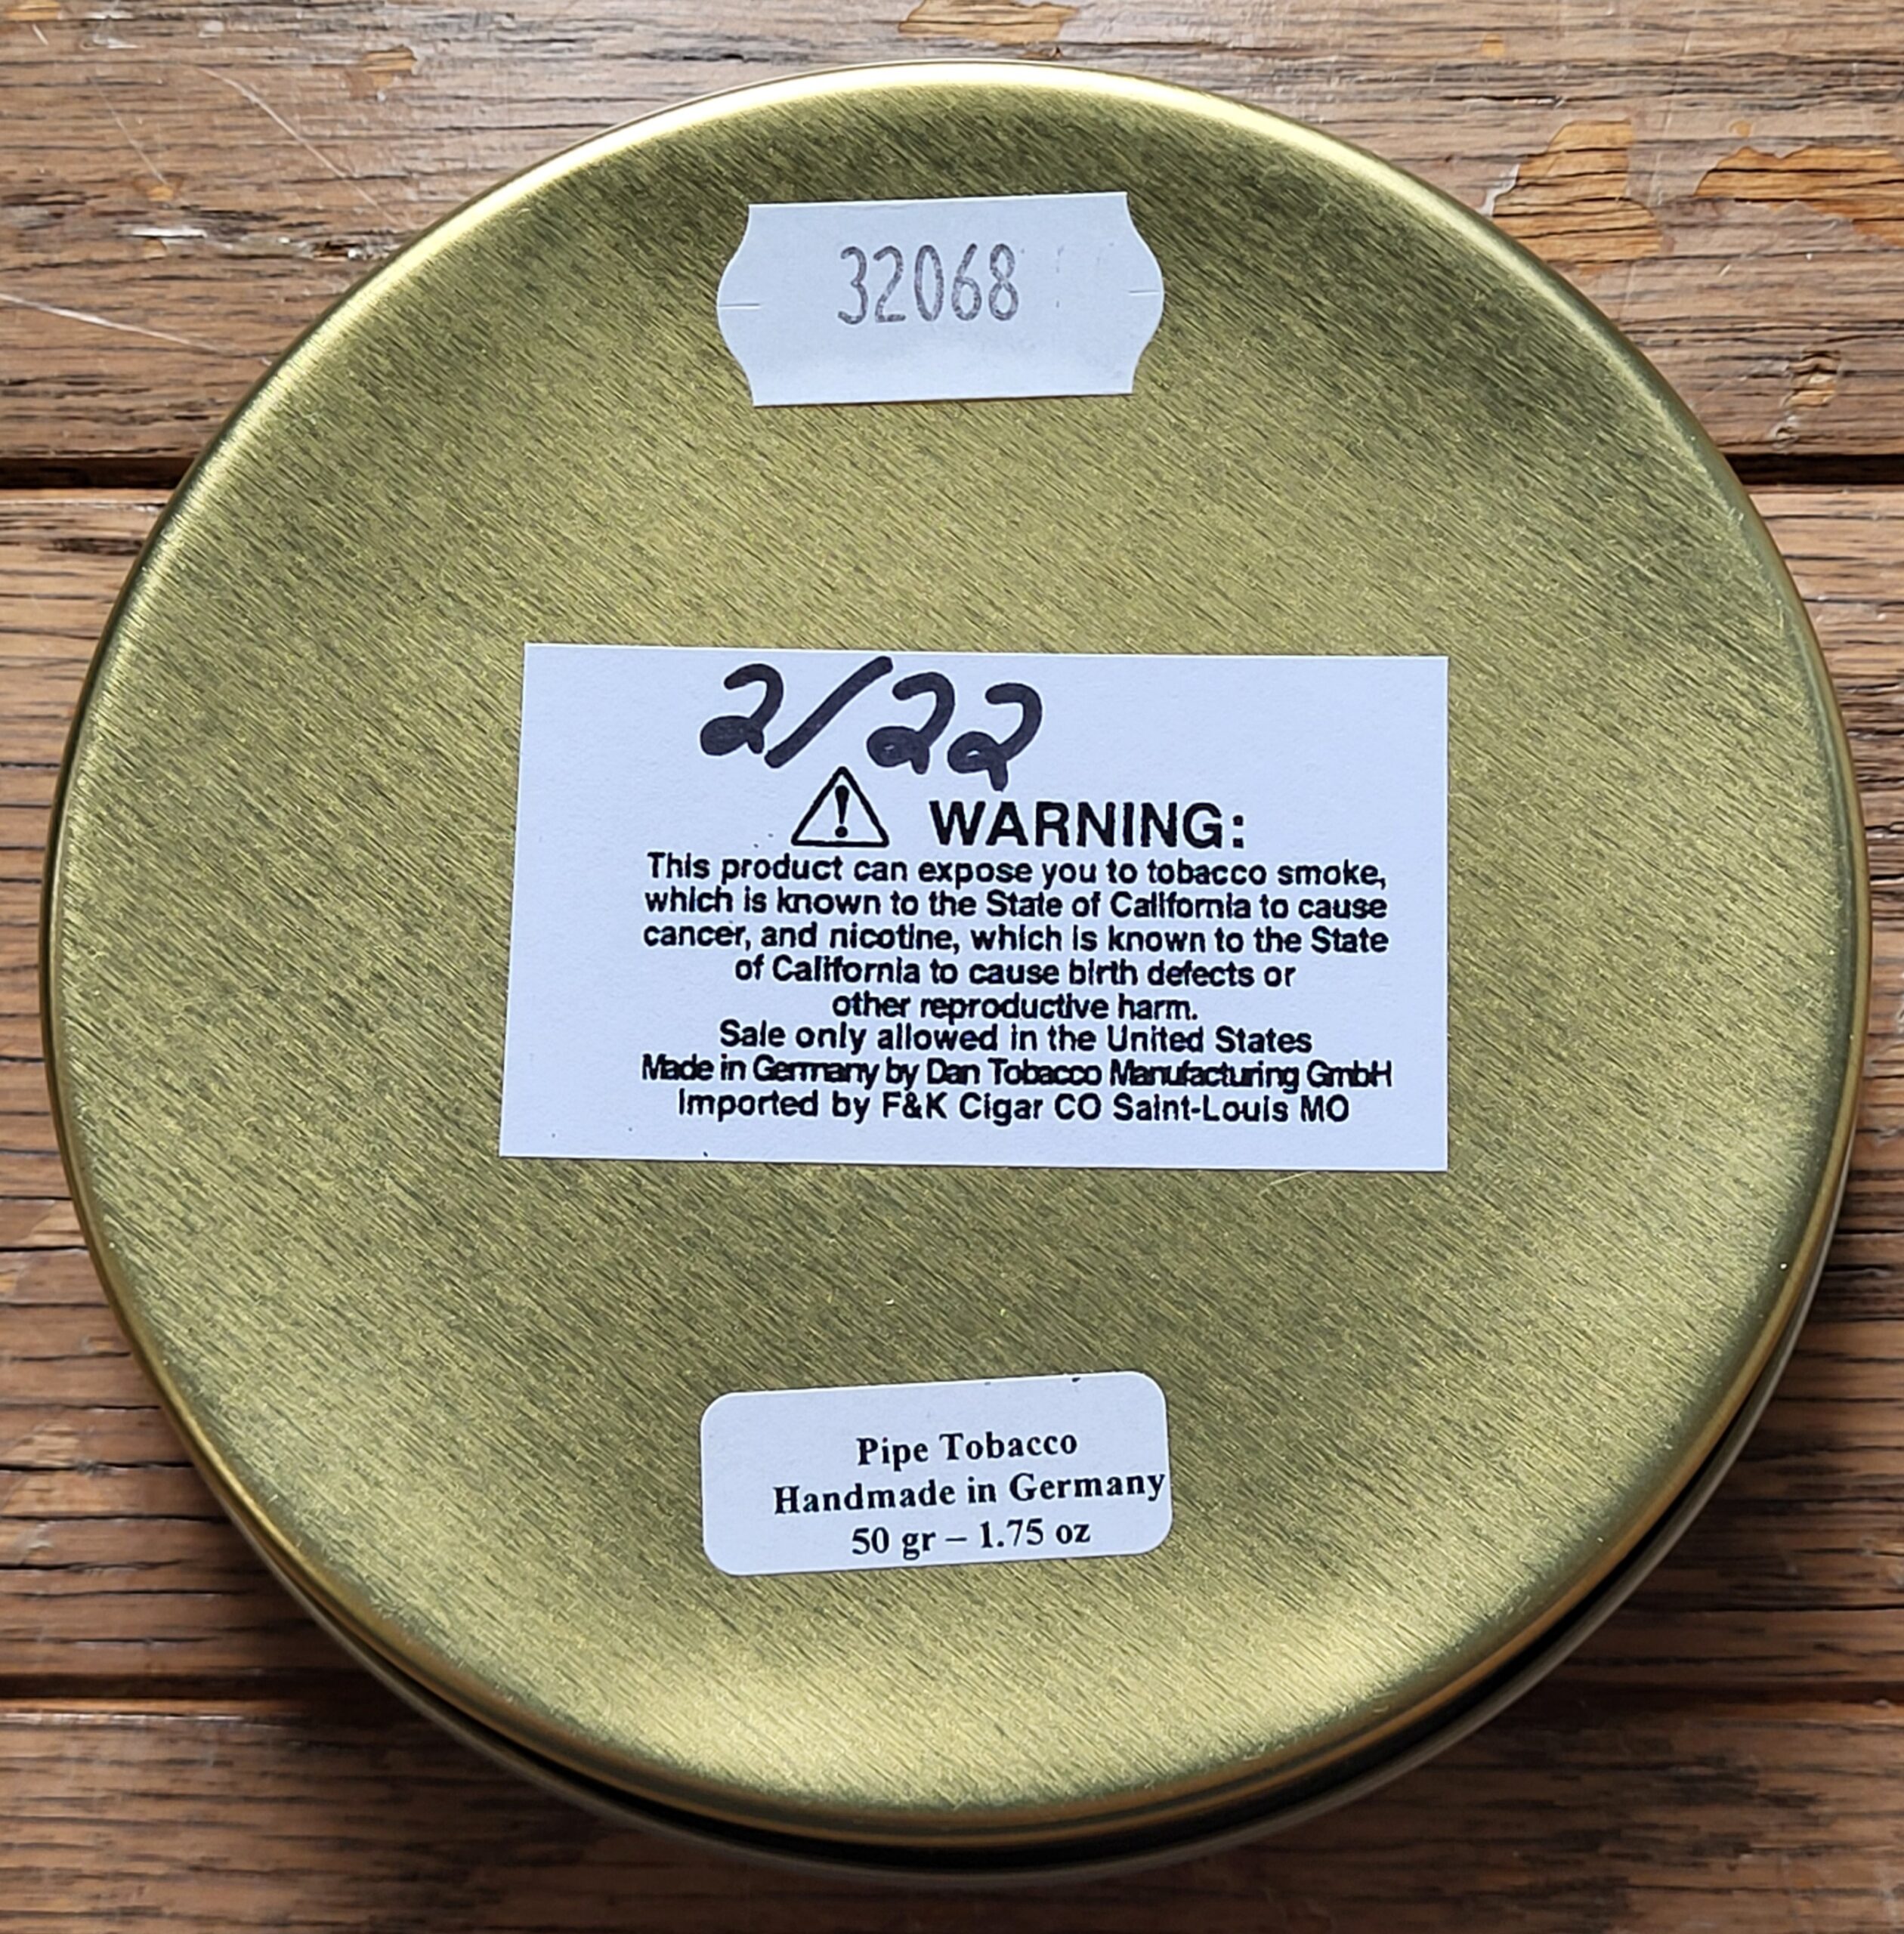 32068
2/22
WARNING:
This product can expose you to tobacco smoke,
which is known to the State of California to cause
cancer, and nicotine, which is known to the State
of California to cause birth defects or
other reproductive harm.
Sale only allowed in the United States
Made in Germany by Dan Tobacco Manufacturing GmbH
Imported by F&K Cigar CO Saint-Louis MO
Pipe Tobacco
Handmade in Germany
50 gr – 1.75 oz